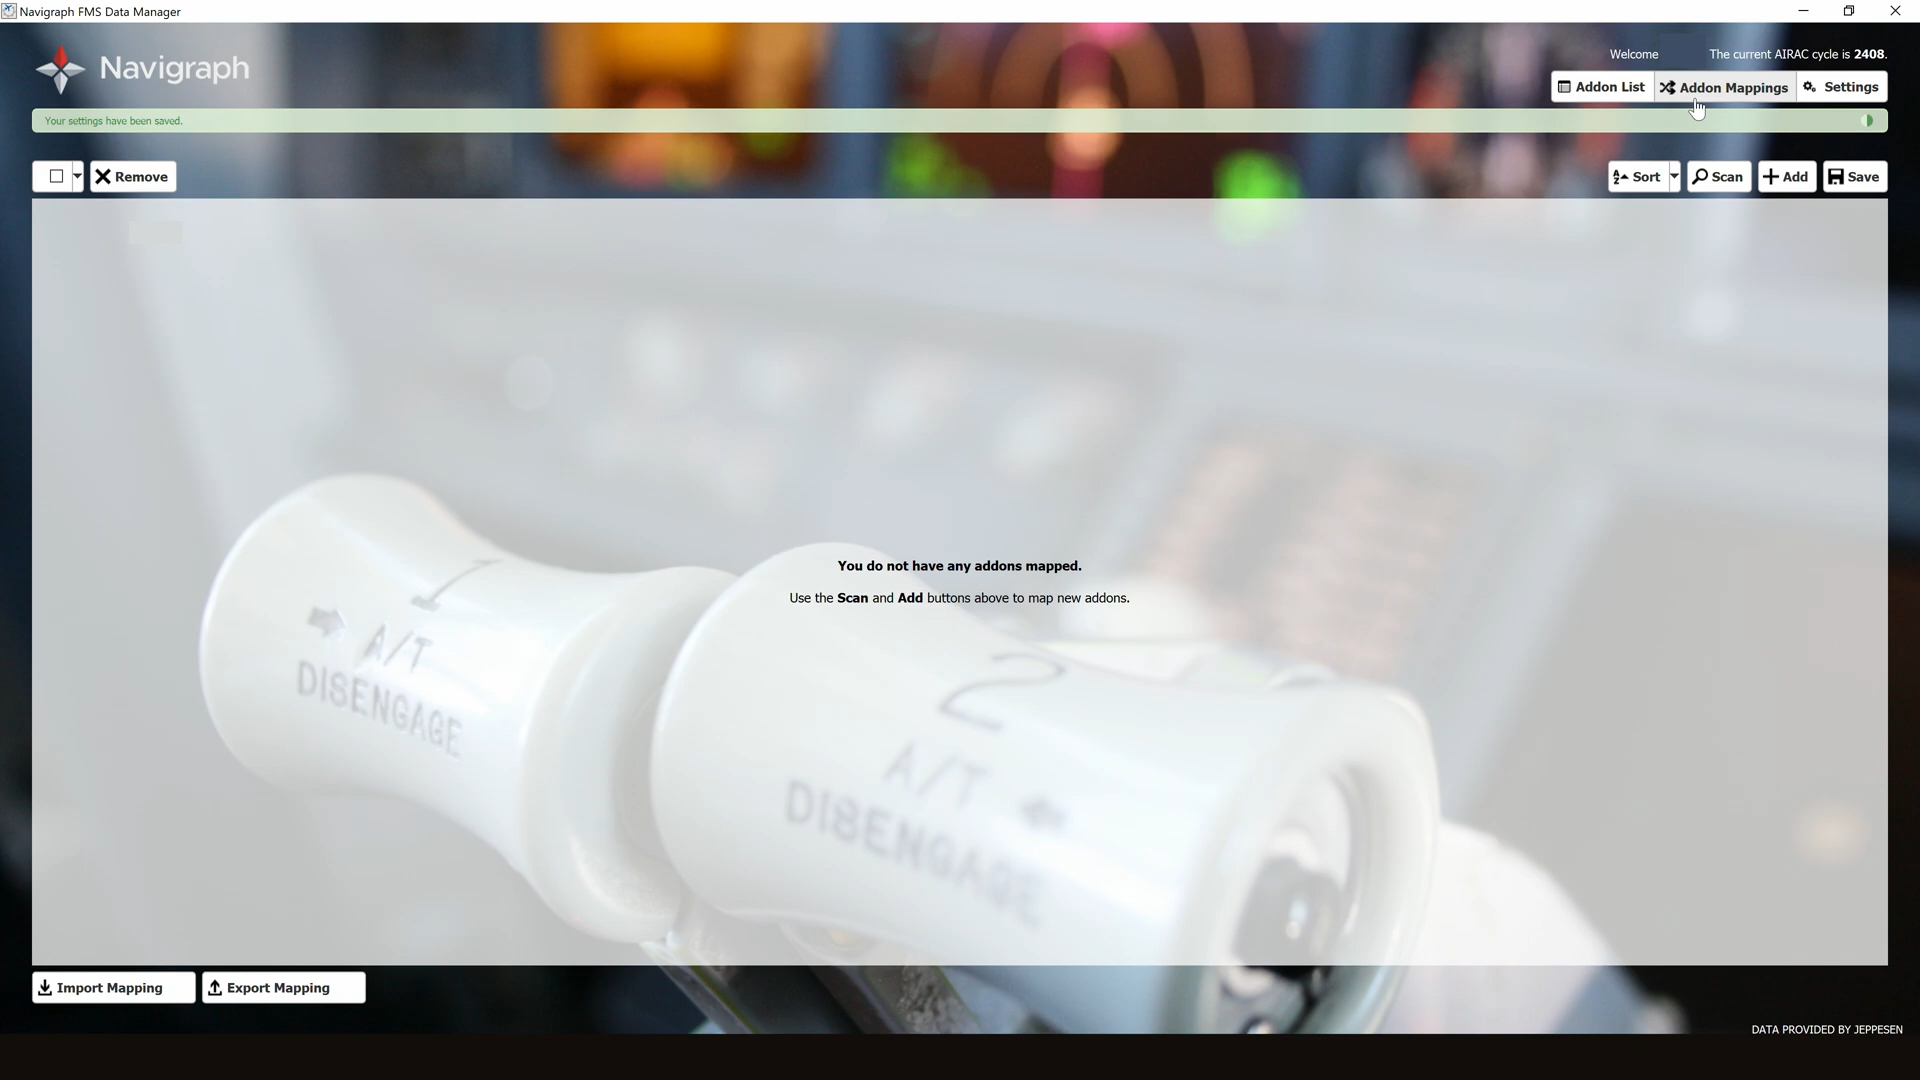 Navigraph FMS Data Manager
Navigraph
Welcome The current AIRAC cycle is 2408.
Addon List Addon Mappings Settings
Your settings have been saved.
Remove Sort Scan Add Save
You do not have any addons mapped.
Use the Scan and Add buttons above to map new addons.
1
A/T
DISENGAGE
2
A/T
DISENGAGE
Import Mapping Export Mapping
DATA PROVIDED BY JEPPESEN